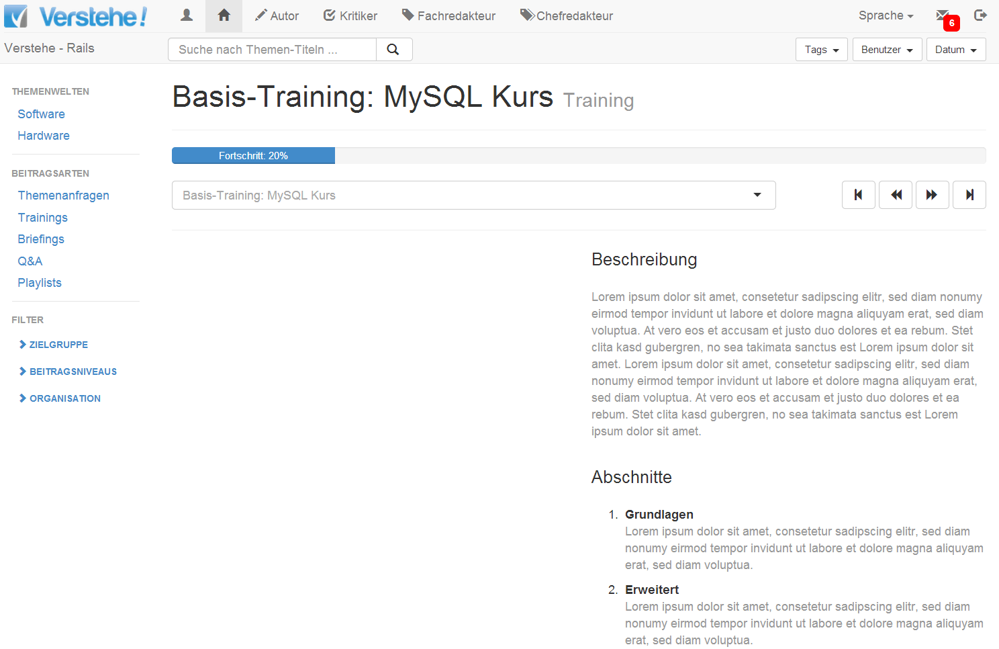 Verstehe!
Autor
Kritiker
Fachredakteur
Chefredakteur
Sprache
6
Verstehe - Rails
Suche nach Themen-Titeln ...
Tags
Benutzer
Datum
THEMENWELTEN
Software
Hardware
BEITRAGSARTEN
Themenanfragen
Trainings
Briefings
Q&A
Playlists
FILTER
ZIELGRUPPE
BEITRAGSNIVEAUS
ORGANISATION
Basis-Training: MySQL Kurs Training
Fortschritt: 20%
Basis-Training: MySQL Kurs
Beschreibung
Lorem ipsum dolor sit amet, consetetur sadipscing elitr, sed diam nonumy
eirmod tempor invidunt ut labore et dolore magna aliquyam erat, sed diam
voluptua. At vero eos et accusam et justo duo dolores et ea rebum. Stet
clita kasd gubergren, no sea takimata sanctus est Lorem ipsum dolor sit
amet. Lorem ipsum dolor sit amet, consetetur sadipscing elitr, sed diam
nonumy eirmod tempor invidunt ut labore et dolore magna aliquyam erat,
sed diam voluptua. At vero eos et accusam et justo duo dolores et ea
rebum. Stet clita kasd gubergren, no sea takimata sanctus est Lorem
ipsum dolor sit amet.
Abschnitte
1. Grundlagen
Lorem ipsum dolor sit amet, consetetur sadipscing elitr, sed diam
nonumy eirmod tempor invidunt ut labore et dolore magna aliquyam
erat, sed diam voluptua.
2. Erweitert
Lorem ipsum dolor sit amet, consetetur sadipscing elitr, sed diam
nonumy eirmod tempor invidunt ut labore et dolore magna aliquyam
erat, sed diam voluptua.